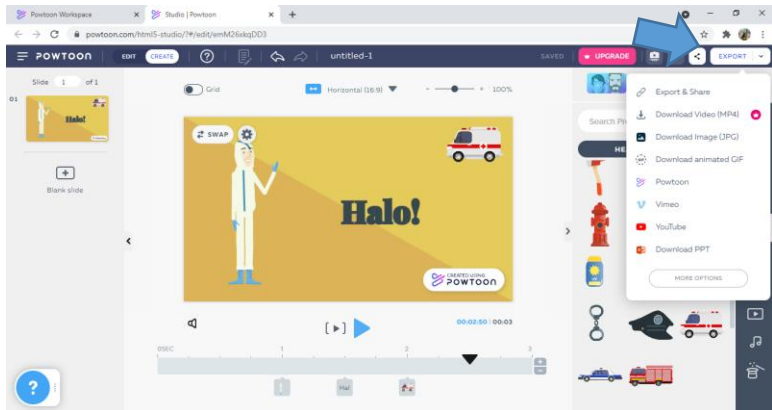 Powtoon Workspace
Studio | Powtoon
powtoon.com/html5-studio/?#/edit/emM26xkqDD3
POWTOON EDIT CREATE untitled-1 SAVED UPGRADE EXPORT
Slide 1 of 1
Grid
Horizontal (16:9)
100%
01
Halo!
Blank slide
SWAP
Halo!
CREATED USING
POWTOON
Search
HE
Export & Share
Download Video (MP4)
Download Image (JPG)
Download animated GIF
Powtoon
Vimeo
YouTube
Download PPT
MORE OPTIONS
00:02:50 00:03
0SEC 1 2 3
Hal
?